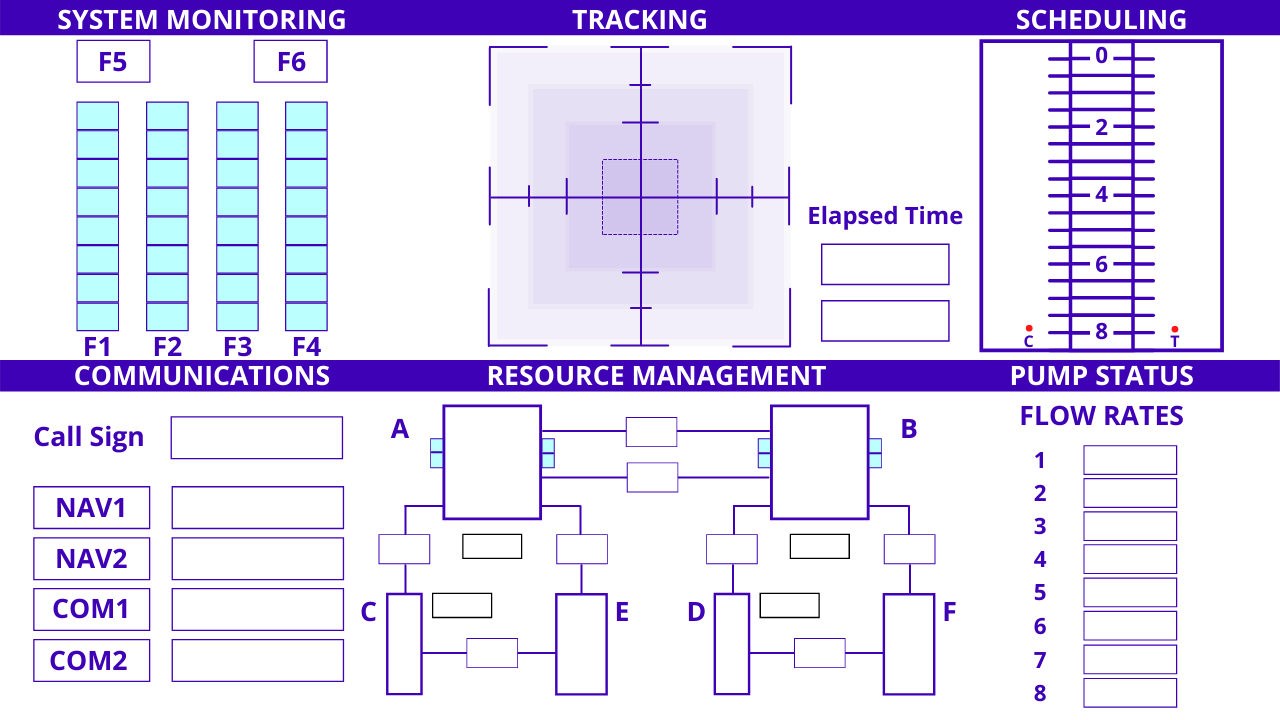 SYSTEM MONITORING
F5
F6
F1 F2 F3 F4
TRACKING
Elapsed Time
SCHEDULING
0
2
4
6
8
C
T
COMMUNICATIONS
Call Sign
NAV1
NAV2
COM1
COM2
RESOURCE MANAGEMENT
A
B
C
E
D
F
PUMP STATUS
FLOW RATES
1
2
3
4
5
6
7
8